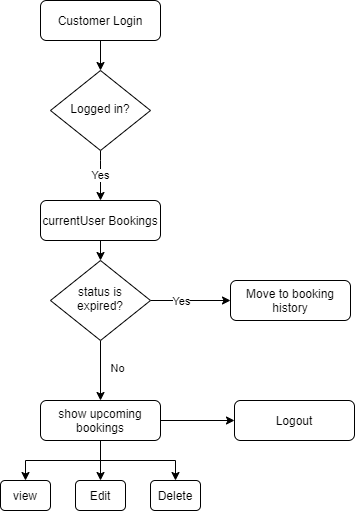 Customer Login
Logged in?
Yes
currentUser Bookings
status is
expired?
Yes
Move to booking
history
No
show upcoming
bookings
Logout
view
Edit
Delete